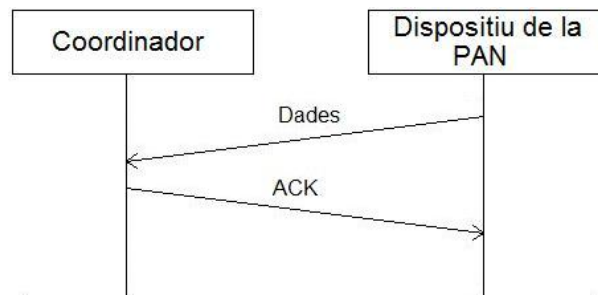 Coordinador
Dispositiu de la
PAN
Dades
ACK